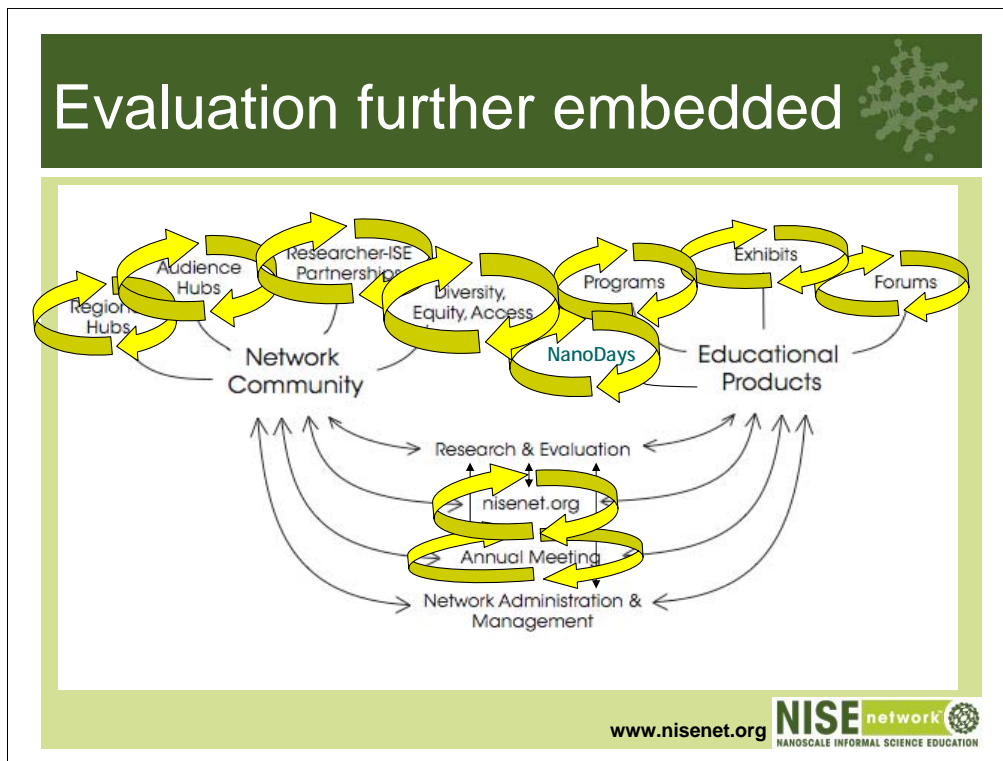 Evaluation further embedded
Regional
Hubs
Audience
Hubs
Researcher-ISE
Partnerships
Diversity,
Equity, Access
NanoDays
Programs
Exhibits
Forums
Network
Community
Educational
Products
Research & Evaluation
nisenet.org
Annual Meeting
Network Administration &
Management
www.nisenet.org
NISE network
NANOSCALE INFORMAL SCIENCE EDUCATION